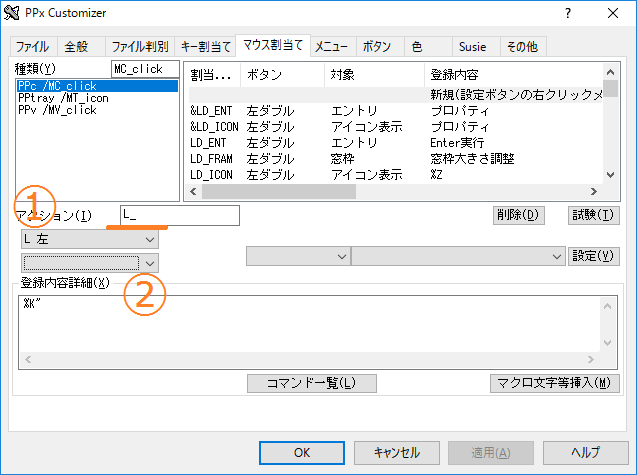 PPx Customizer
ファイル 全般 ファイル判別 キー割当て マウス割当て メニュー ボタン 色 Susie その他
種類(Y) MC_click
PPc /MC_click
PPtray /MT_icon
PPv /MV_click
割当... ボタン 対象 登録内容
新規(設定ボタンの右クリックメ
&LD_ENT 左ダブル エントリ プロパティ
&LD_ICON 左ダブル アイコン表示 プロパティ
LD_ENT 左ダブル エントリ Enter実行
LD_FRAM 左ダブル 窓枠 窓枠大きさ調整
LD_ICON 左ダブル アイコン表示 %Z
①
アクション(I) L_ 削除(D) 試験(T)
L 左
設定(V)
②
登録内容詳細(X)
%K"
コマンド一覧(L) マクロ文字等挿入(M)
OK キャンセル 適用(A) ヘルプ